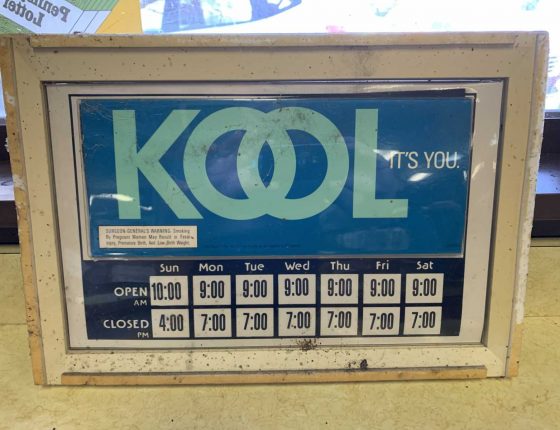 Lotter
KOOL
IT'S YOU.
SURGEON GENERAL'S WARNING: Smoking
By Pregnant Women May Result in Fetal
Injury, Premature Birth, And Low Birth Weight.
Sun Mon Tue Wed Thu Fri Sat
OPEN AM 10:00 9:00 9:00 9:00 9:00 9:00 9:00
CLOSED PM 4:00 7:00 7:00 7:00 7:00 7:00 7:00